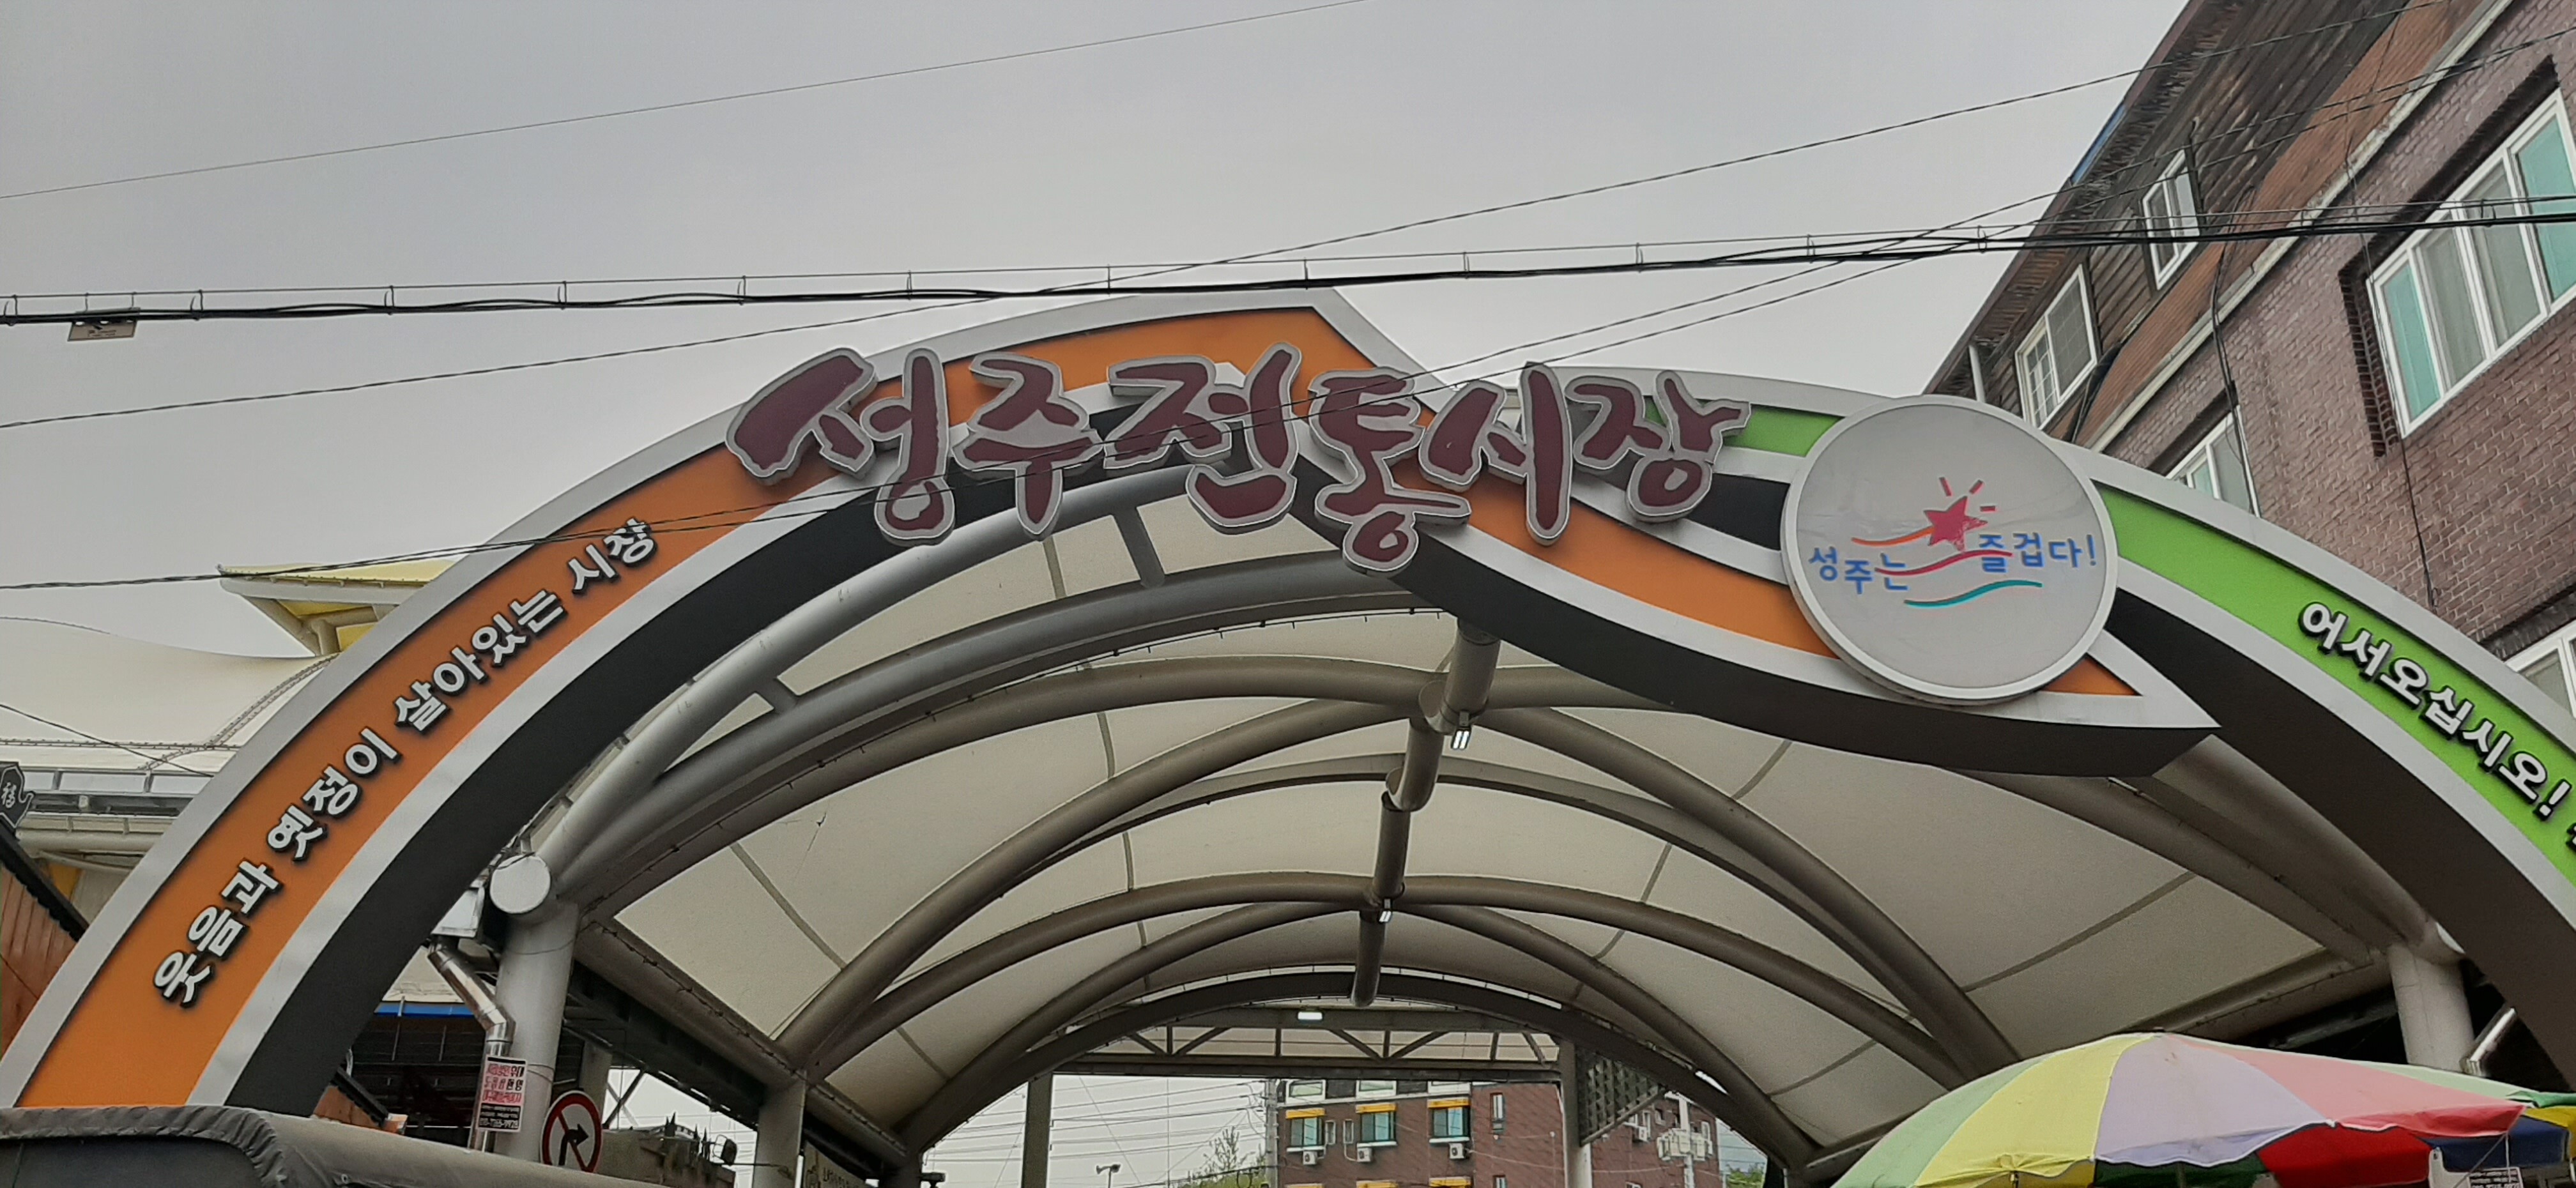 성주전통시장
웃음과 옛정이 살아있는 시장
성주는 즐겁다!
어서오십시오!
福